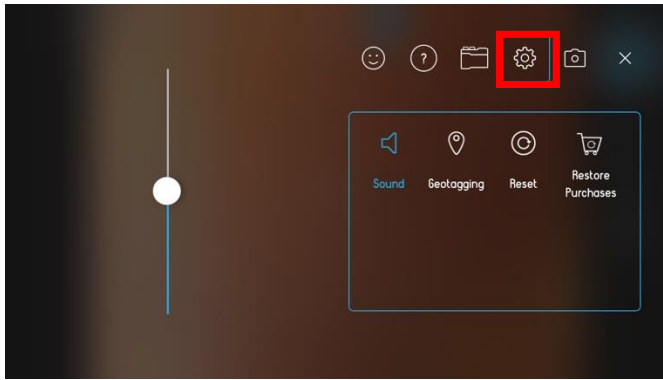 ?
Sound
Geotagging
Reset
Restore
Purchases